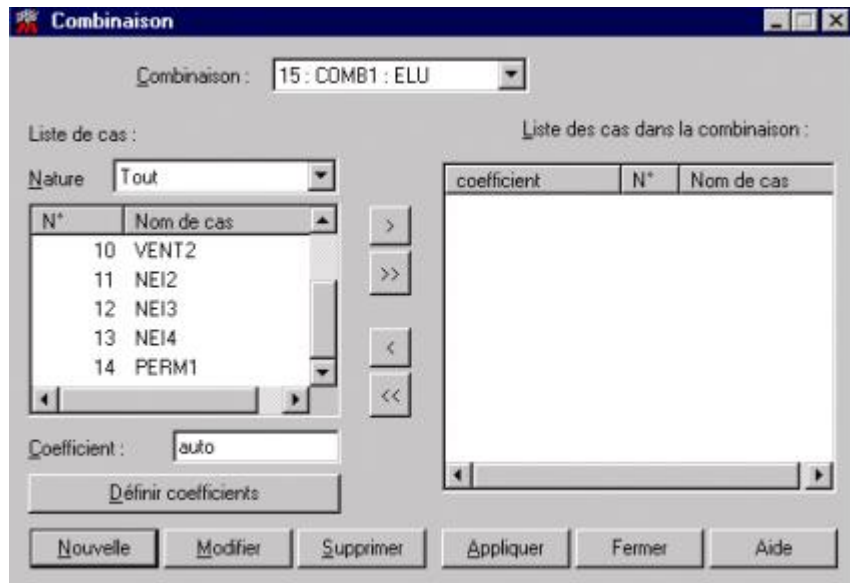 Combinaison
Combinaison : 15 : COMB1 : ELU
Liste de cas :
Liste des cas dans la combinaison :
Nature Tout
N° Nom de cas
10 VENT2
11 NEI2
12 NEI3
13 NEI4
14 PERM1
>
>>
<
<<
coefficient N° Nom de cas
Coefficient : auto
Définir coefficients
Nouvelle Modifier Supprimer Appliquer Fermer Aide